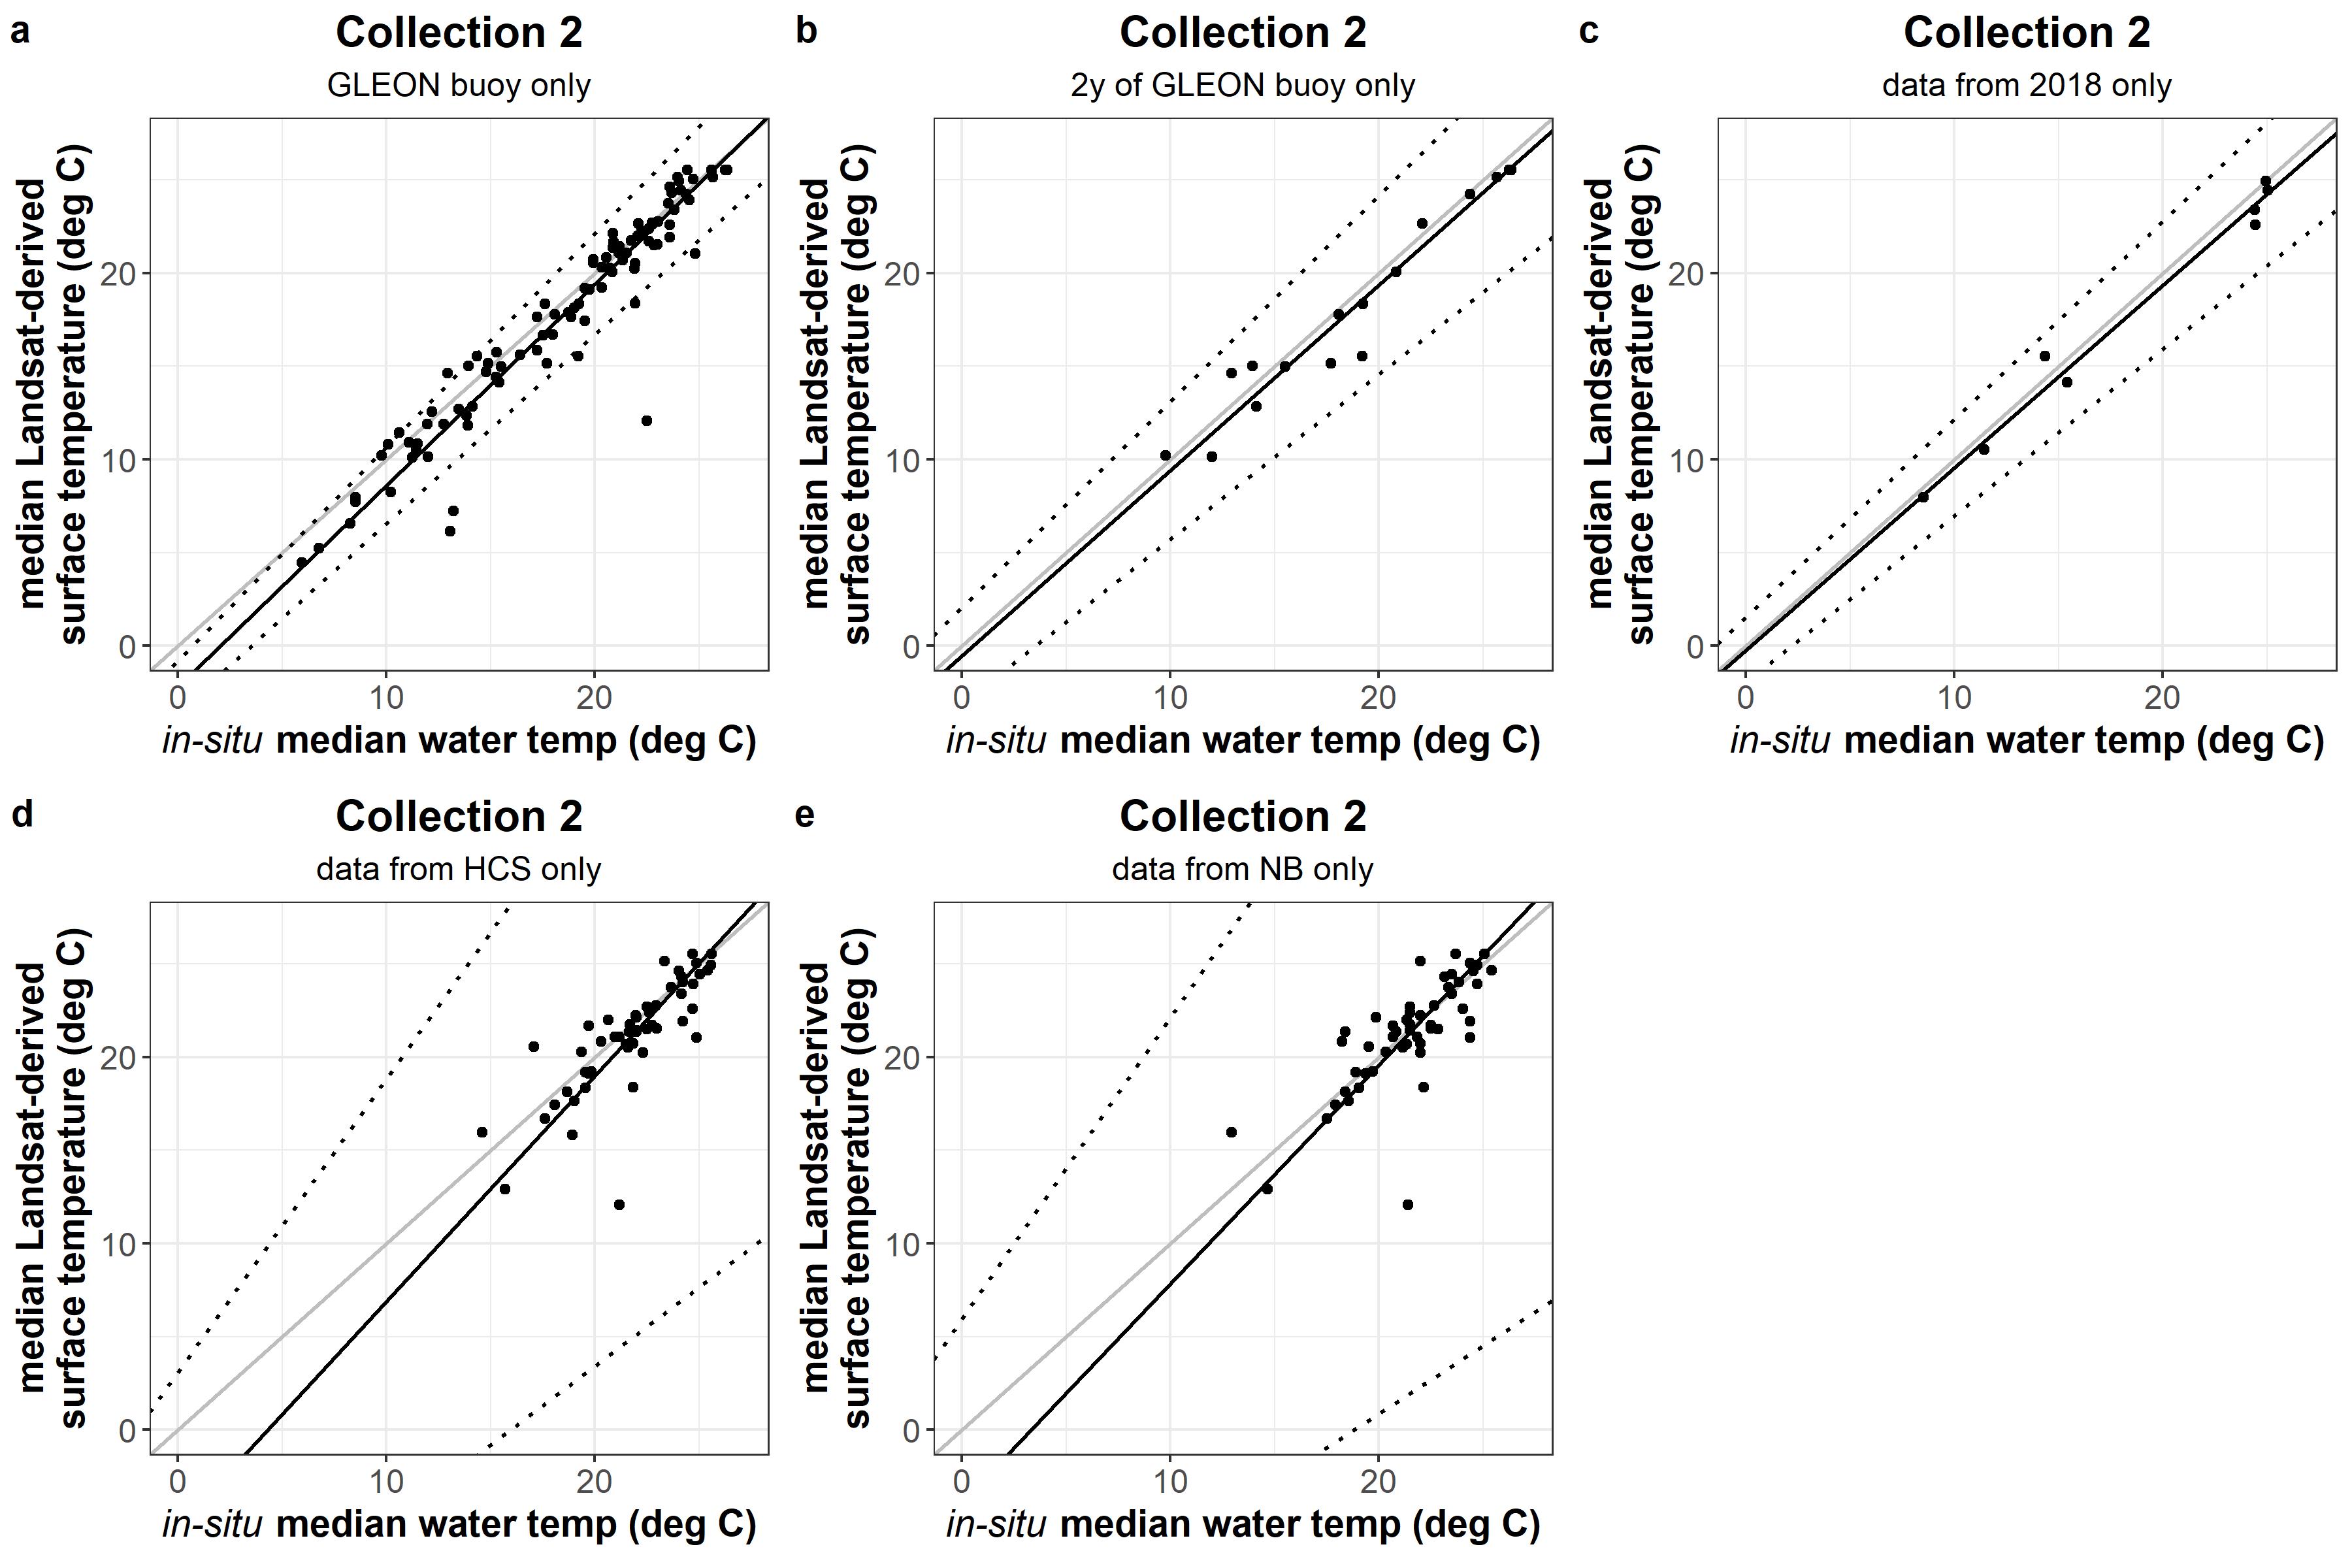 a
Collection 2
GLEON buoy only
median Landsat-derived
surface temperature (deg C)
20
10
0
0
10
20
in-situ median water temp (deg C)
b
Collection 2
2y of GLEON buoy only
median Landsat-derived
surface temperature (deg C)
20
10
0
0
10
20
in-situ median water temp (deg C)
c
Collection 2
data from 2018 only
median Landsat-derived
surface temperature (deg C)
20
10
0
0
10
20
in-situ median water temp (deg C)
d
Collection 2
data from HCS only
median Landsat-derived
surface temperature (deg C)
20
10
0
0
10
20
in-situ median water temp (deg C)
e
Collection 2
data from NB only
median Landsat-derived
surface temperature (deg C)
20
10
0
0
10
20
in-situ median water temp (deg C)